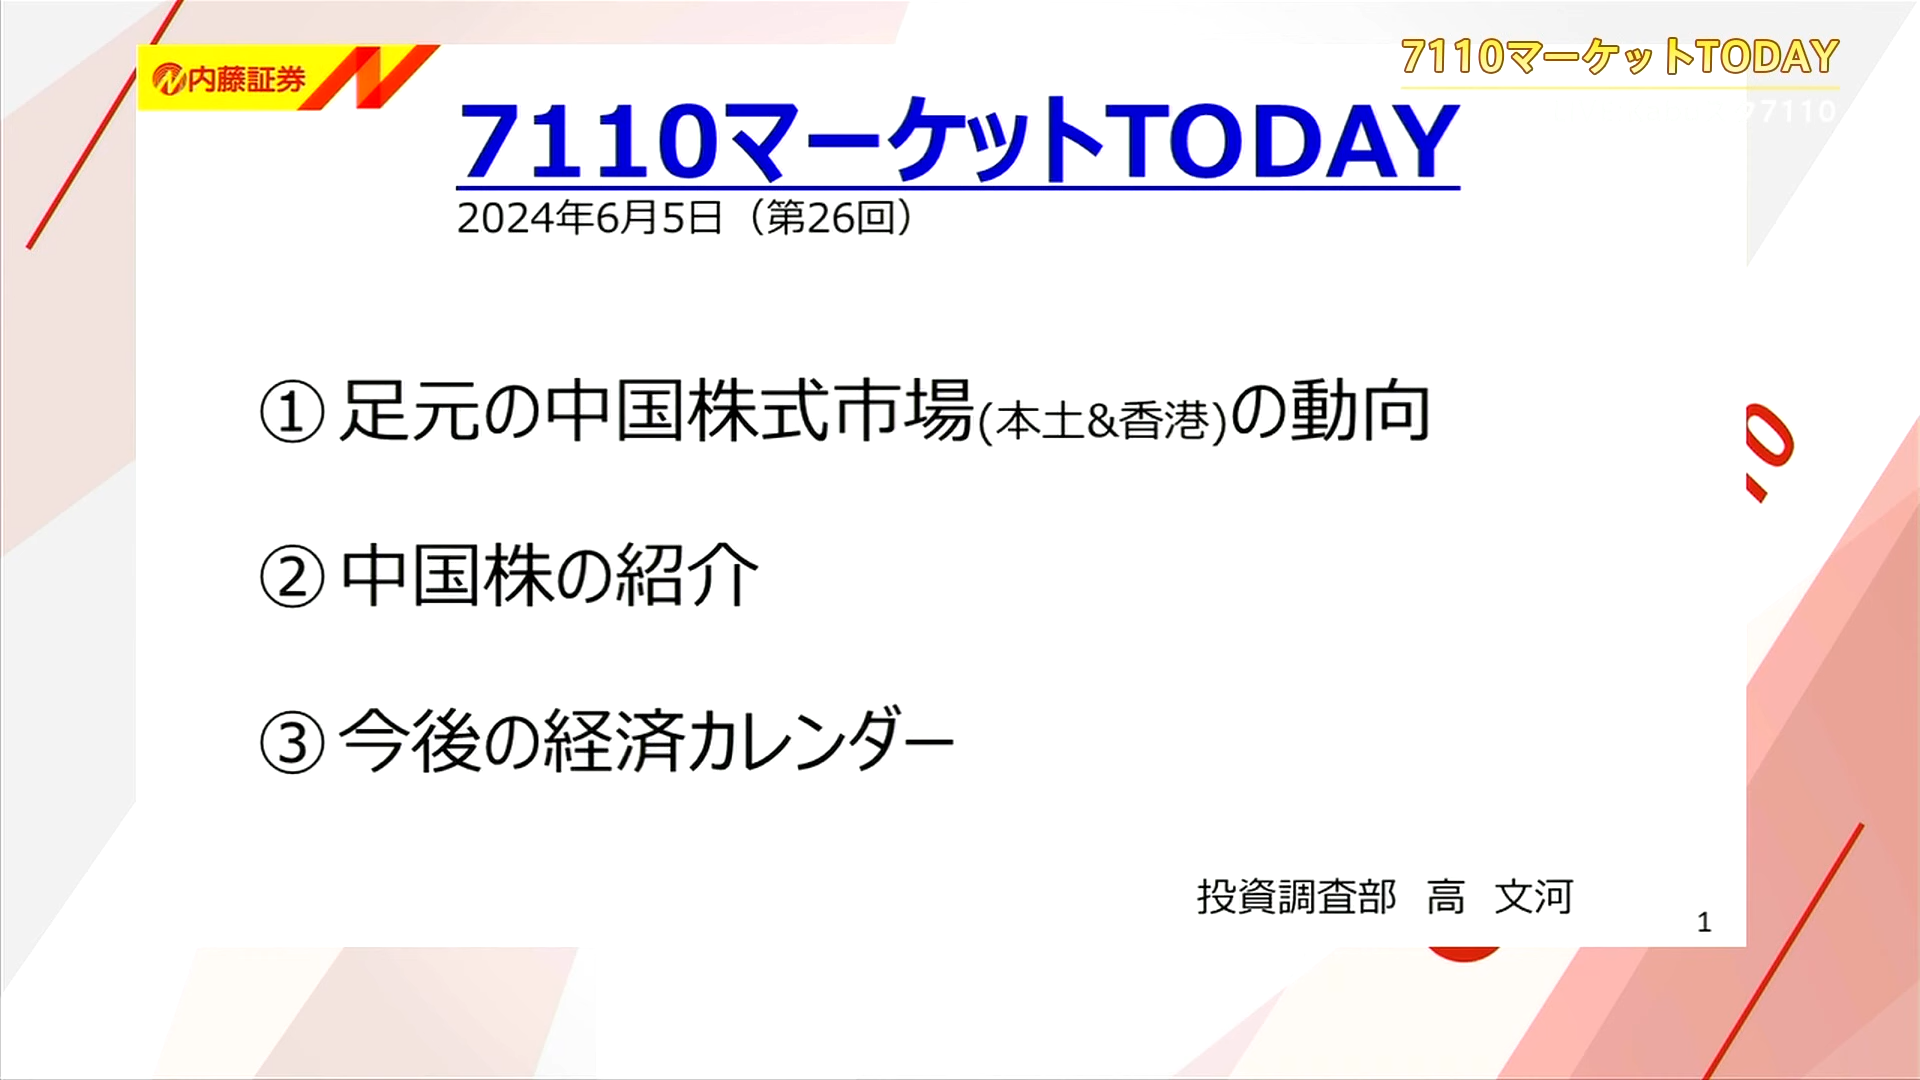 内藤証券
7110マーケットTODAY
7110マーケットTODAY
7110
2024年6月5日（第26回）
① 足元の中国株式市場(本土&香港)の動向
② 中国株の紹介
③ 今後の経済カレンダー
投資調査部 高 文河
1